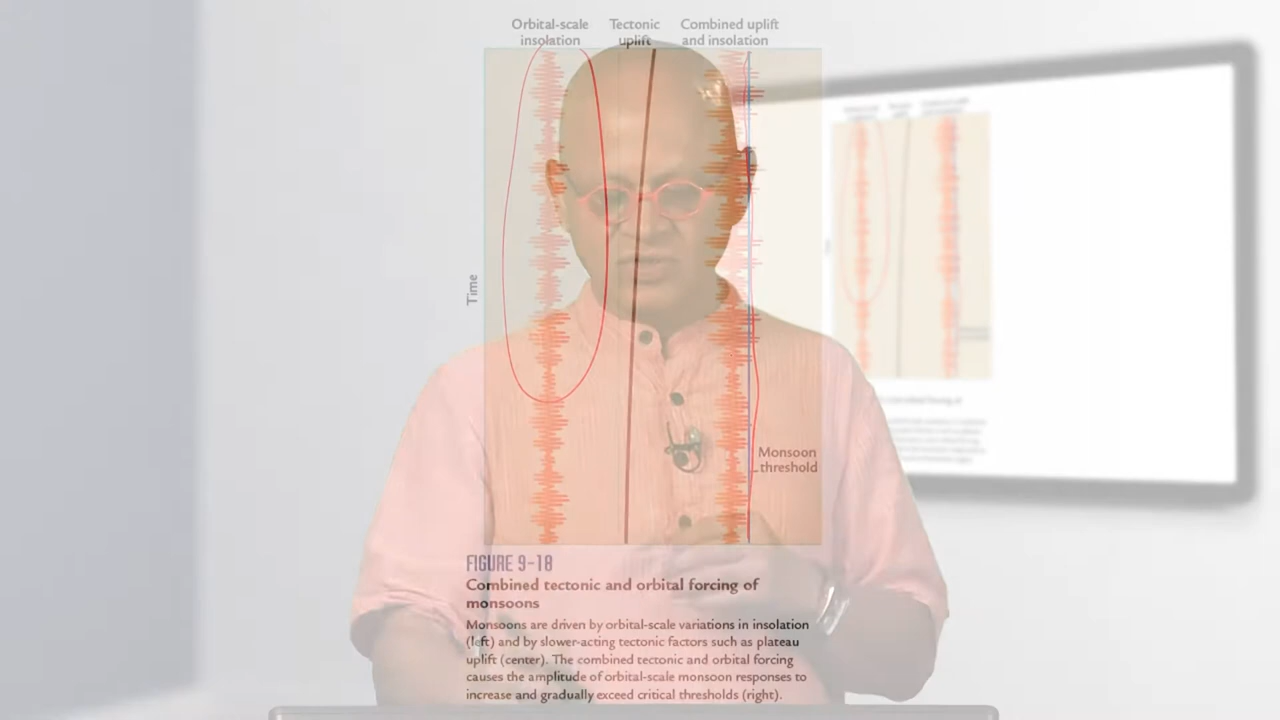 Orbital-scale
insolation
Tectonic
uplift
Combined uplift
and insolation
Time
Monsoon
threshold
FIGURE 9-18
Combined tectonic and orbital forcing of
monsoons
Monsoons are driven by orbital-scale variations in insolation
(left) and by slower-acting tectonic factors such as plateau
uplift (center). The combined tectonic and orbital forcing
causes the amplitude of orbital-scale monsoon responses to
increase and gradually exceed critical thresholds (right).